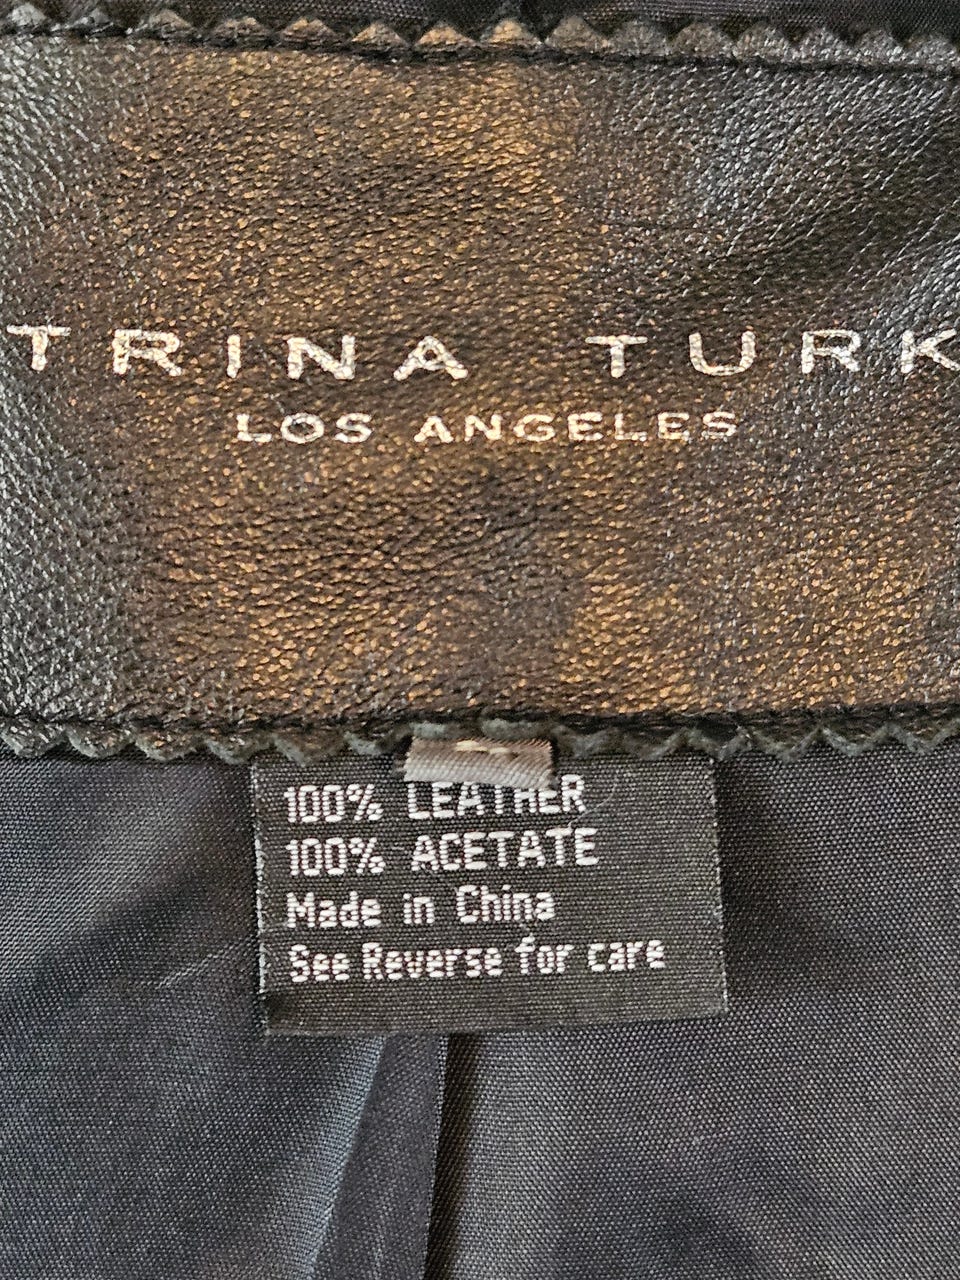 TRINA TURK
LOS ANGELES
100% LEATHER
100% ACETATE
Made in China
See Reverse for care